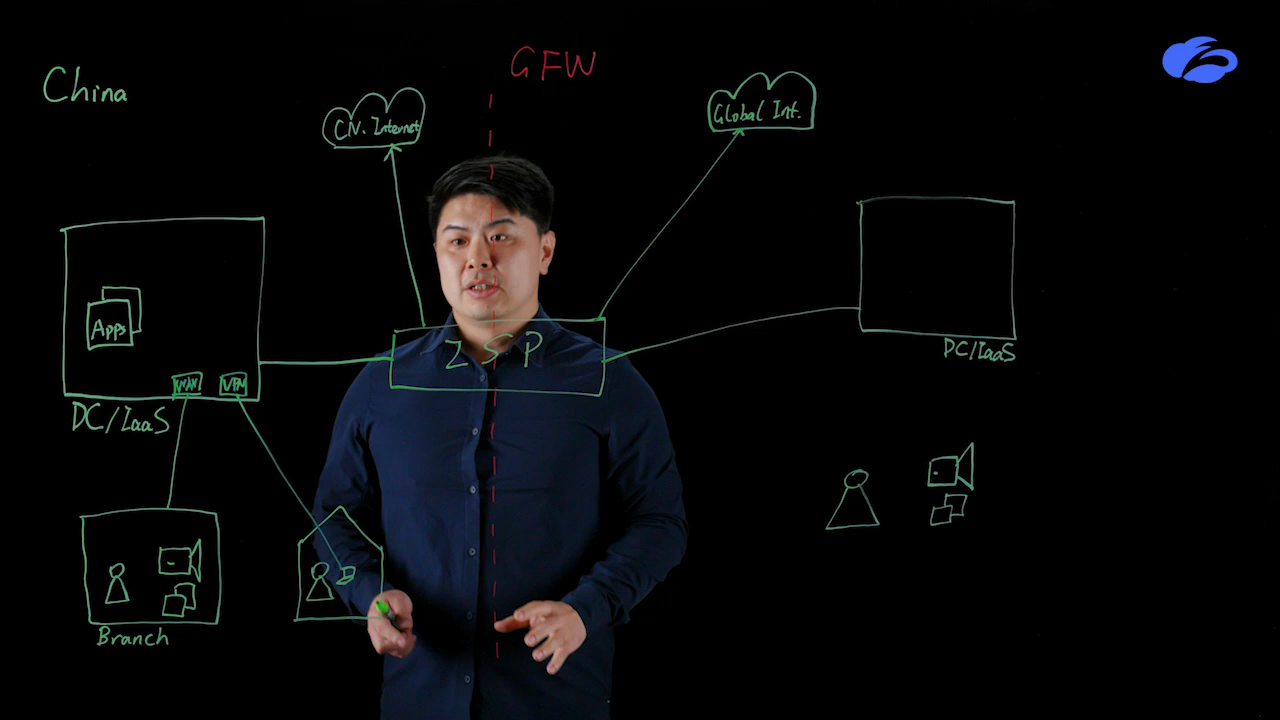 GFW
China
CN. Internet
Global Int.
ZSP
Apps
WAN
VPN
DC/IaaS
DC/IaaS
Branch